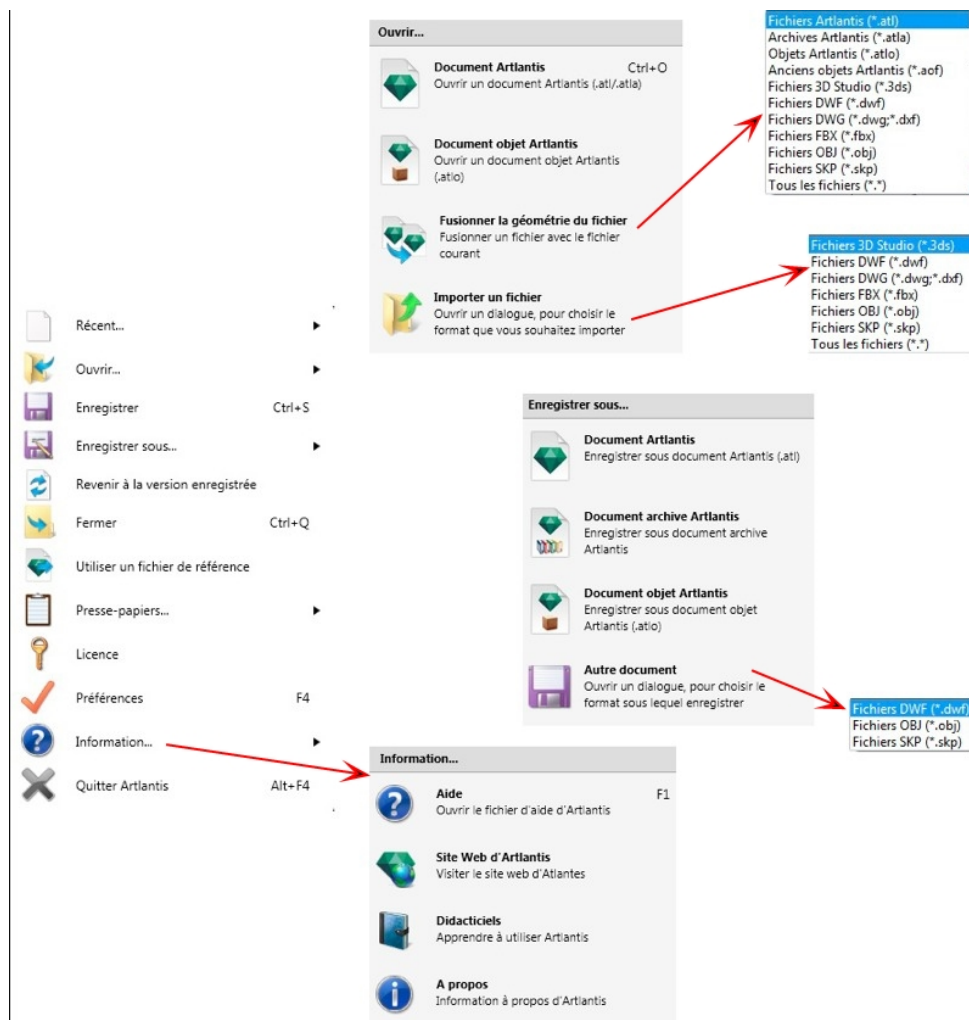 Ouvrir...
Document Artlantis Ctrl+O
Ouvrir un document Artlantis (.atl/.atla)
Document objet Artlantis
Ouvrir un document objet Artlantis
(.atlo)
Fusionner la géométrie du fichier
Fusionner un fichier avec le fichier
courant
Importer un fichier
Ouvrir un dialogue, pour choisir le
format que vous souhaitez importer
Fichiers Artlantis (*.atl)
Archives Artlantis (*.atla)
Objets Artlantis (*.atlo)
Anciens objets Artlantis (*.aof)
Fichiers 3D Studio (*.3ds)
Fichiers DWF (*.dwf)
Fichiers DWG (*.dwg;*.dxf)
Fichiers FBX (*.fbx)
Fichiers OBJ (*.obj)
Fichiers SKP (*.skp)
Tous les fichiers (*.*)
Fichiers 3D Studio (*.3ds)
Fichiers DWF (*.dwf)
Fichiers DWG (*.dwg;*.dxf)
Fichiers FBX (*.fbx)
Fichiers OBJ (*.obj)
Fichiers SKP (*.skp)
Tous les fichiers (*.*)
Récent...
Ouvrir...
Enregistrer Ctrl+S
Enregistrer sous...
Revenir à la version enregistrée
Fermer Ctrl+Q
Utiliser un fichier de référence
Presse-papiers...
Licence
Préférences F4
Information...
Quitter Artlantis Alt+F4
Enregistrer sous...
Document Artlantis
Enregistrer sous document Artlantis (.atl)
Document archive Artlantis
Enregistrer sous document archive
Artlantis
Document objet Artlantis
Enregistrer sous document objet
Artlantis (.atlo)
Autre document
Ouvrir un dialogue, pour choisir le
format sous lequel enregistrer
Fichiers DWF (*.dwf)
Fichiers OBJ (*.obj)
Fichiers SKP (*.skp)
Information...
Aide F1
Ouvrir le fichier d'aide d'Artlantis
Site Web d'Artlantis
Visiter le site web d'Atlantes
Didacticiels
Apprendre à utiliser Artlantis
A propos
Information à propos d'Artlantis